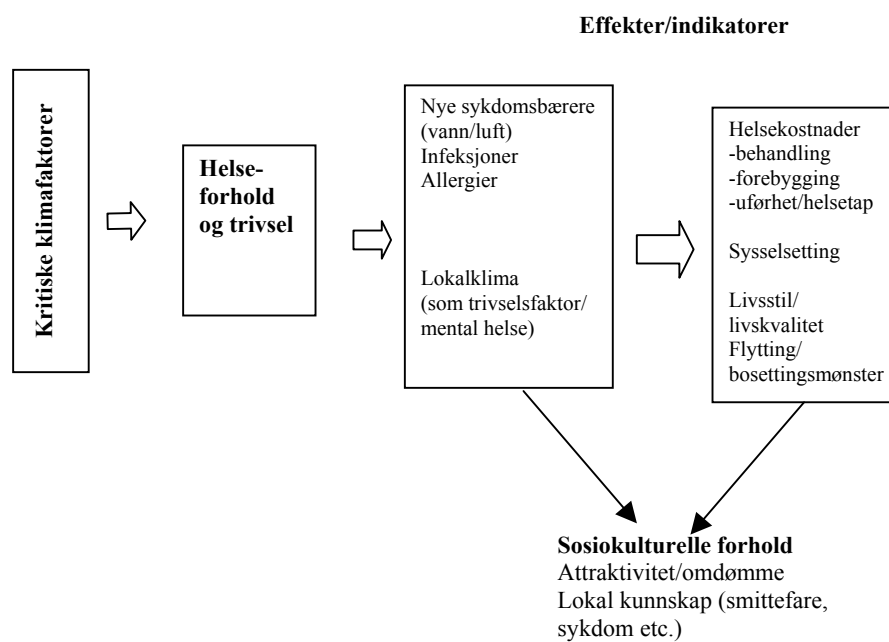 Effekter/indikatorer
Kritiske klimafaktorer
Helse-
forhold
og trivsel
Nye sykdomsbærere
(vann/luft)
Infeksjoner
Allergier
Lokalklima
(som trivselsfaktor/
mental helse)
Helsekostnader
-behandling
-forebygging
-uførhet/helsetap
Sysselsetting
Livsstil/
livskvalitet
Flytting/
bosettingsmønster
Sosiokulturelle forhold
Attraktivitet/omdømme
Lokal kunnskap (smittefare,
sykdom etc.)